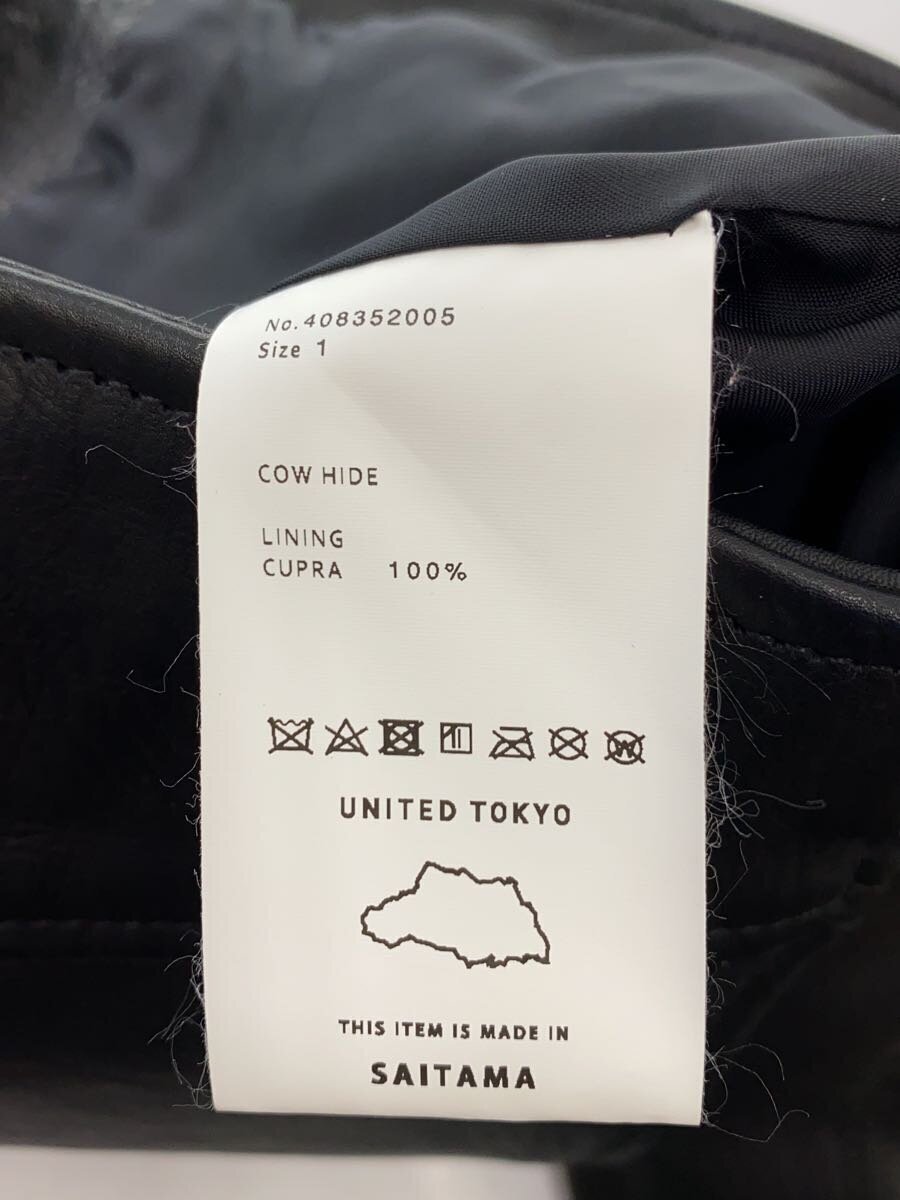 No. 408352005
Size 1
COW HIDE
LINING
CUPRA 100%
UNITED TOKYO
THIS ITEM IS MADE IN
SAITAMA